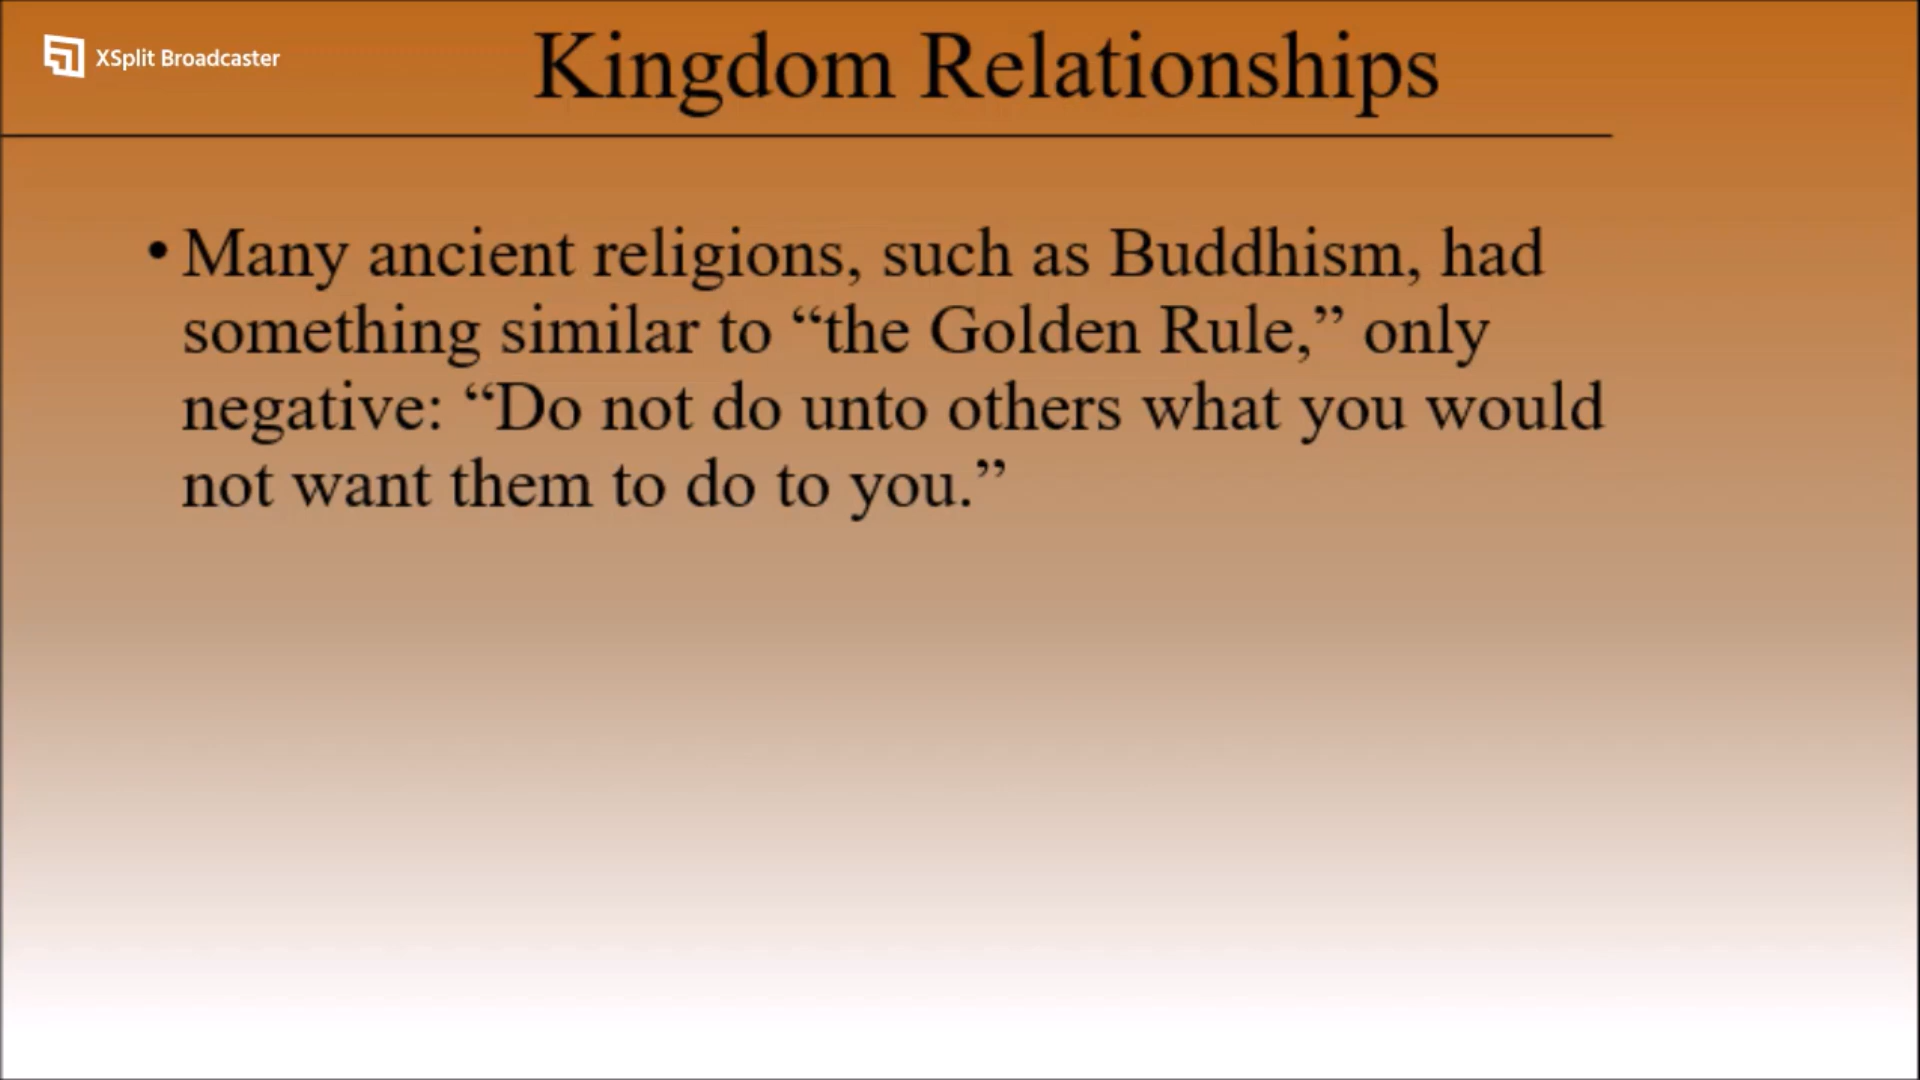 XSplit Broadcaster
Kingdom Relationships
• Many ancient religions, such as Buddhism, had
something similar to “the Golden Rule,” only
negative: “Do not do unto others what you would
not want them to do to you.”